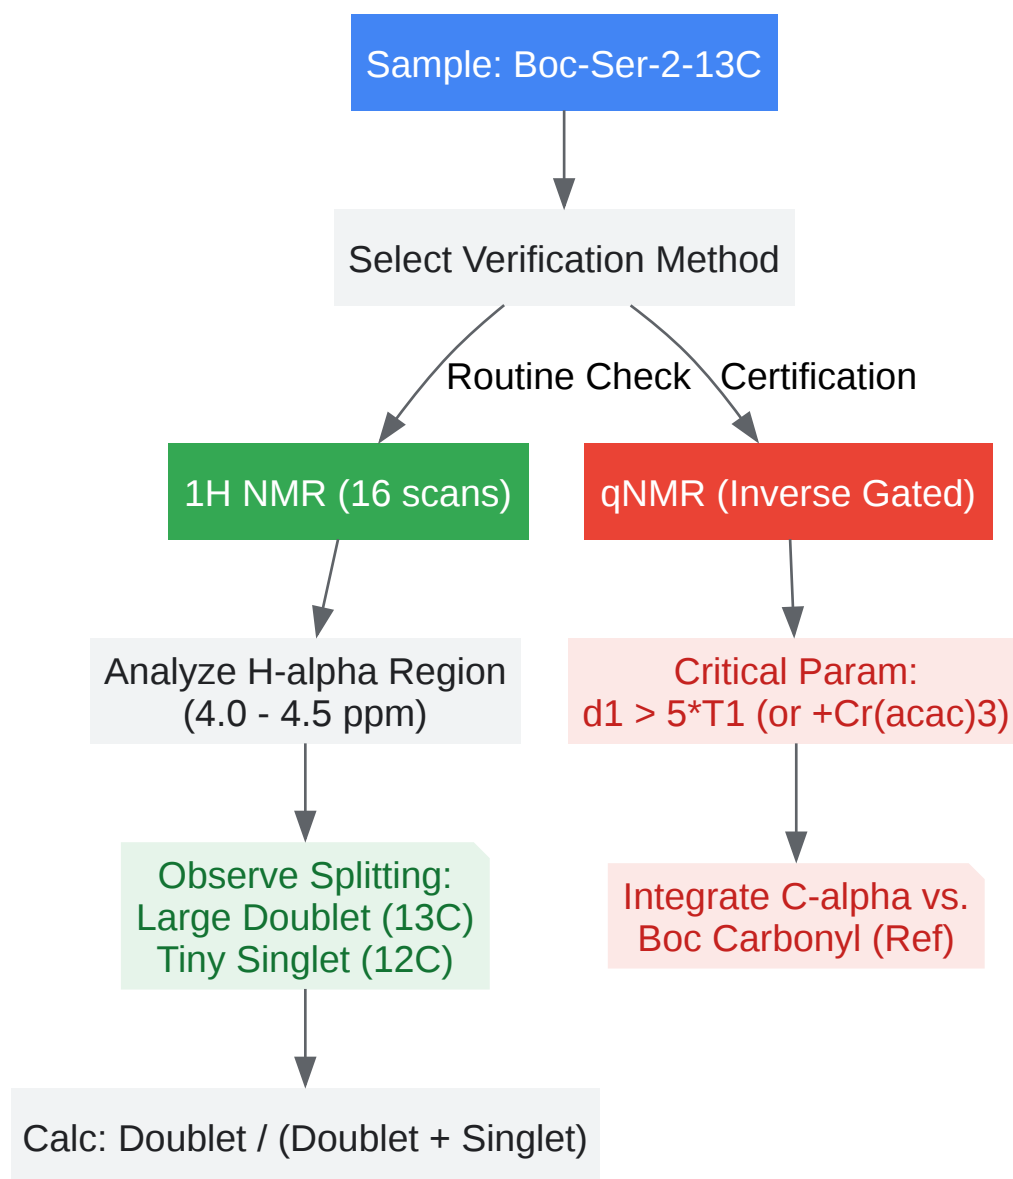 Sample: Boc-Ser-2-13C
Select Verification Method
Routine Check
Certification
1H NMR (16 scans)
qNMR (Inverse Gated)
Analyze H-alpha Region
(4.0 - 4.5 ppm)
Critical Param:
d1 > 5*T1 (or +Cr(acac)3)
Observe Splitting:
Large Doublet (13C)
Tiny Singlet (12C)
Integrate C-alpha vs.
Boc Carbonyl (Ref)
Calc: Doublet / (Doublet + Singlet)